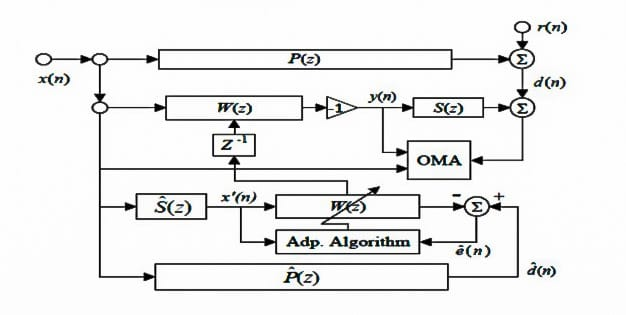 r(n)
P(z)
Σ
x(n)
d(n)
W(z)
-1
y(n)
S(z)
Σ
Z⁻¹
OMA
Ŝ(z)
x'(n)
W(z)
-
Σ
+
Adp. Algorithm
ê(n)
P̂(z)
d̂(n)